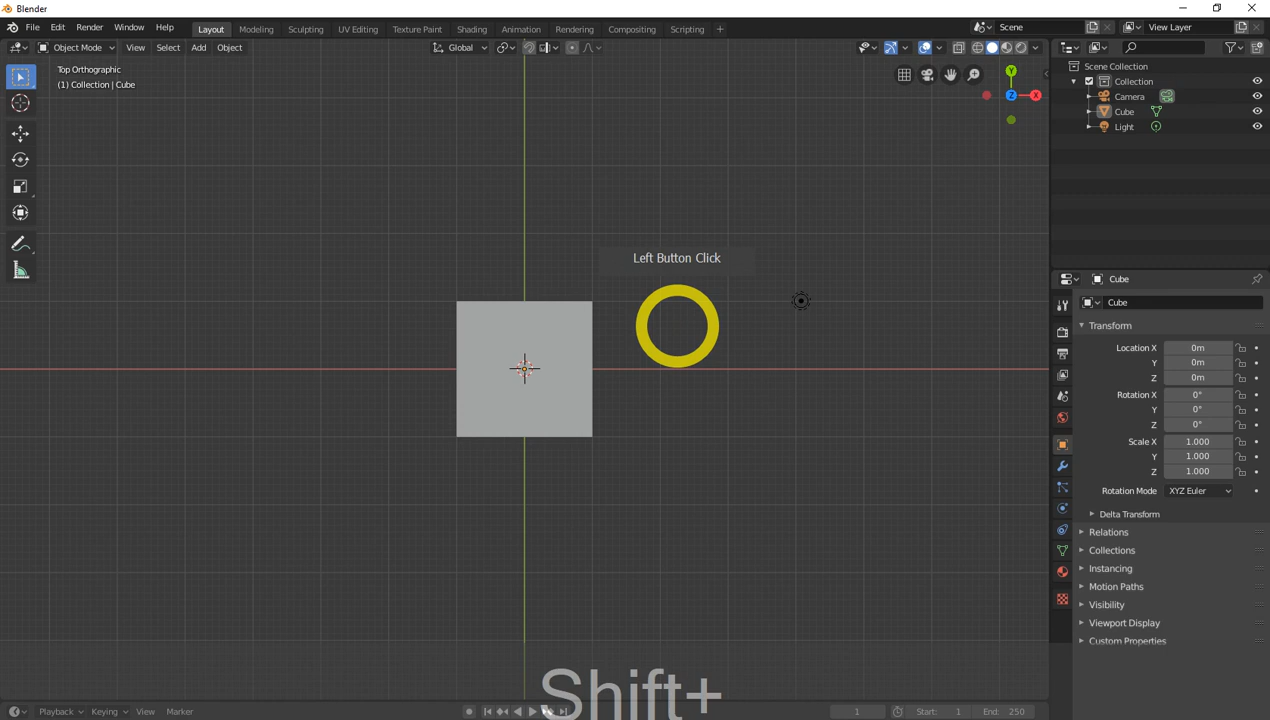 Blender
File Edit Render Window Help
Layout Modeling Sculpting UV Editing Texture Paint Shading Animation Rendering Compositing Scripting +
Scene
View Layer
Object Mode View Select Add Object
Global
Top Orthographic
(1) Collection | Cube
Y
Z
X
Left Button Click
Scene Collection
Collection
Camera
Cube
Light
Cube
Cube
Transform
Location X 0m
Y 0m
Z 0m
Rotation X 0°
Y 0°
Z 0°
Scale X 1.000
Y 1.000
Z 1.000
Rotation Mode XYZ Euler
Delta Transform
Relations
Collections
Instancing
Motion Paths
Visibility
Viewport Display
Custom Properties
Shift+
Playback Keying View Marker
1
Start: 1
End: 250